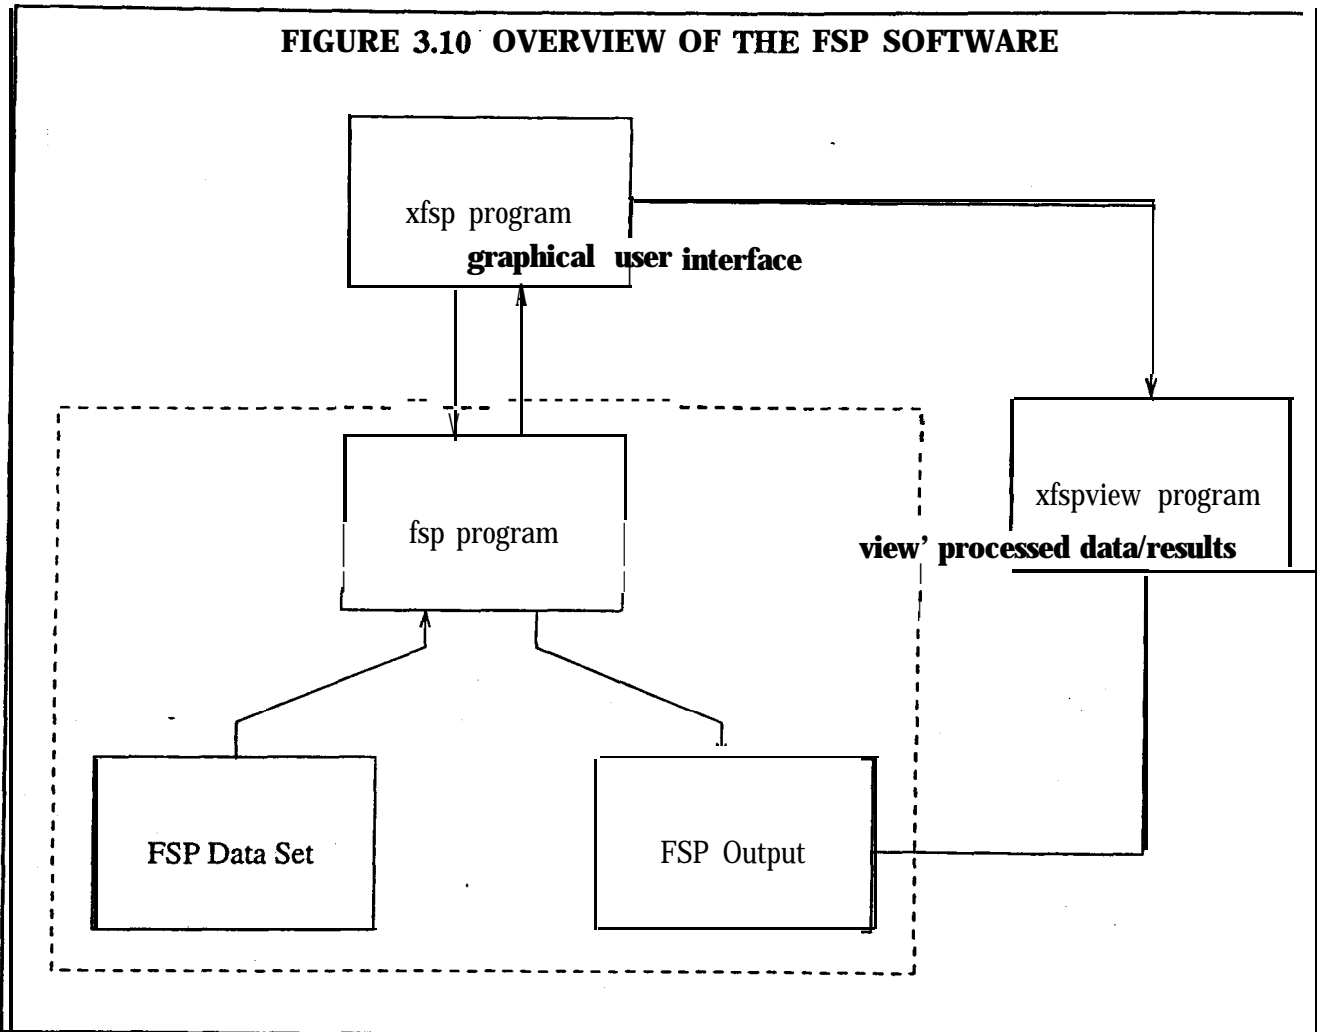 FIGURE 3.10 OVERVIEW OF THE FSP SOFTWARE
xfsp program
graphical user interface
fsp program
xfspview program
view’ processed data/results
FSP Data Set
FSP Output